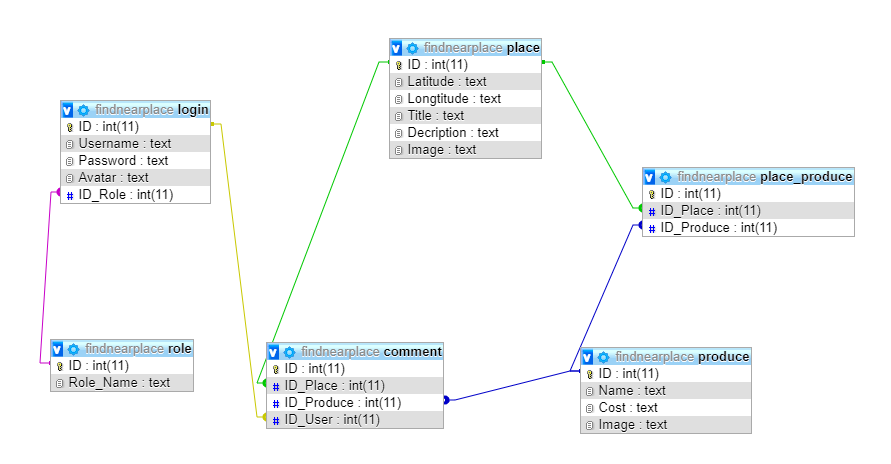 findnearplace place
ID : int(11)
Latitude : text
Longtitude : text
Title : text
Decription : text
Image : text
findnearplace login
ID : int(11)
Username : text
Password : text
Avatar : text
ID_Role : int(11)
findnearplace place_produce
ID : int(11)
ID_Place : int(11)
ID_Produce : int(11)
findnearplace role
ID : int(11)
Role_Name : text
findnearplace comment
ID : int(11)
ID_Place : int(11)
ID_Produce : int(11)
ID_User : int(11)
findnearplace produce
ID : int(11)
Name : text
Cost : text
Image : text